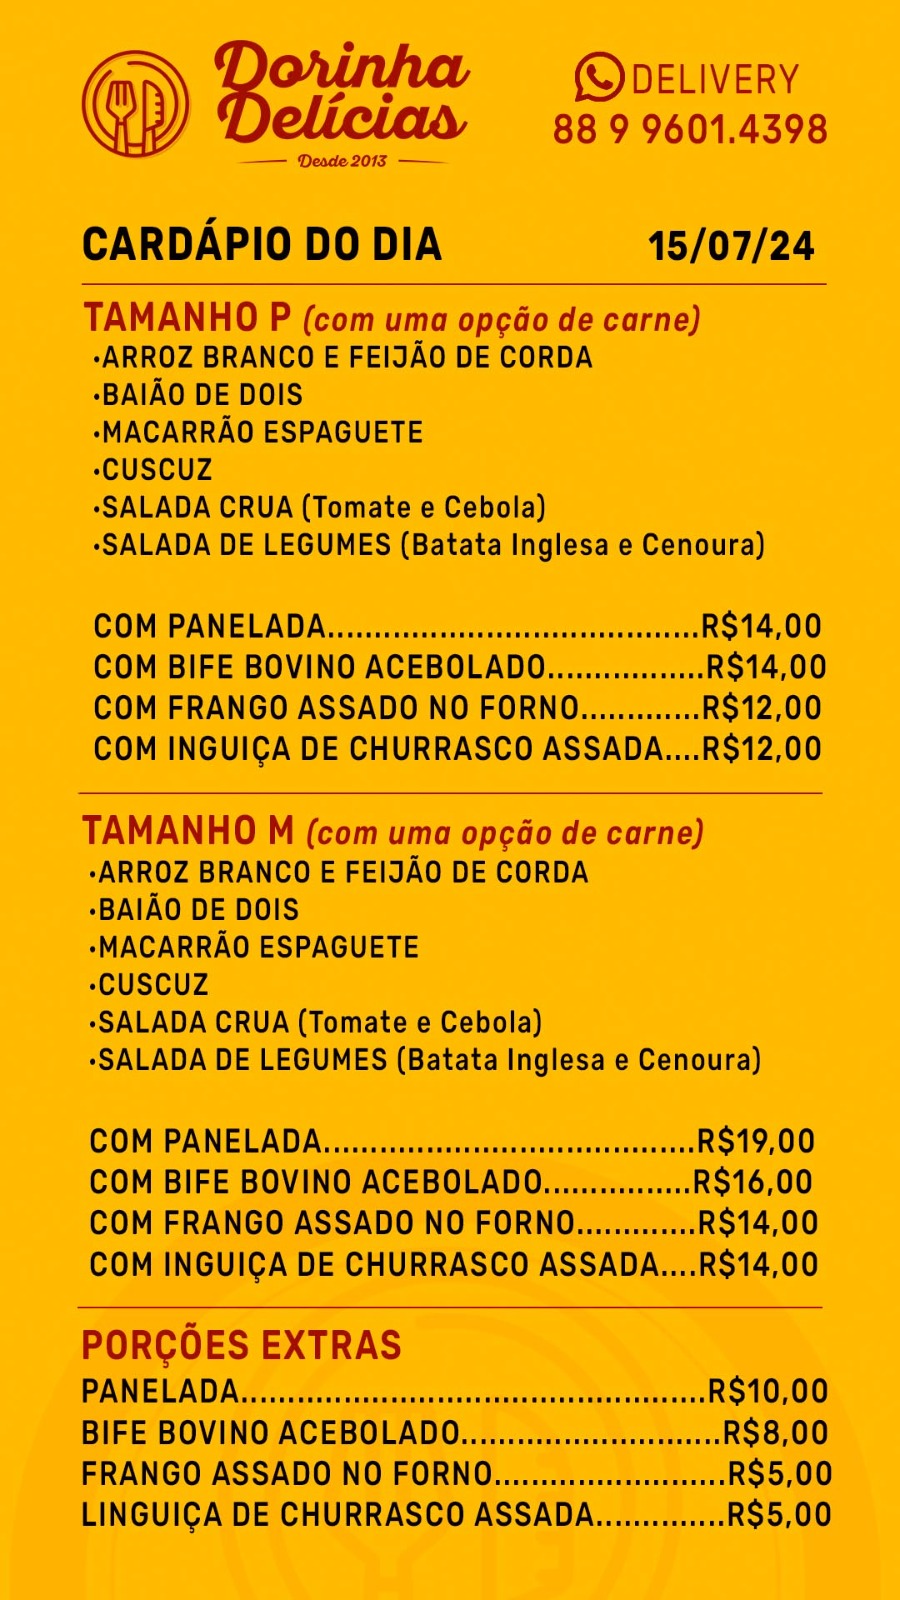 Dorinha
Delícias
Desde 2013
DELIVERY
88 9 9601.4398
CARDÁPIO DO DIA 15/07/24
TAMANHO P (com uma opção de carne)
•ARROZ BRANCO E FEIJÃO DE CORDA
•BAIÃO DE DOIS
•MACARRÃO ESPAGUETE
•CUSCUZ
•SALADA CRUA (Tomate e Cebola)
•SALADA DE LEGUMES (Batata Inglesa e Cenoura)
COM PANELADA........................................R$14,00
COM BIFE BOVINO ACEBOLADO.................R$14,00
COM FRANGO ASSADO NO FORNO.............R$12,00
COM INGUIÇA DE CHURRASCO ASSADA....R$12,00
TAMANHO M (com uma opção de carne)
•ARROZ BRANCO E FEIJÃO DE CORDA
•BAIÃO DE DOIS
•MACARRÃO ESPAGUETE
•CUSCUZ
•SALADA CRUA (Tomate e Cebola)
•SALADA DE LEGUMES (Batata Inglesa e Cenoura)
COM PANELADA........................................R$19,00
COM BIFE BOVINO ACEBOLADO................R$16,00
COM FRANGO ASSADO NO FORNO.............R$14,00
COM INGUIÇA DE CHURRASCO ASSADA....R$14,00
PORÇÕES EXTRAS
PANELADA..................................................R$10,00
BIFE BOVINO ACEBOLADO............................R$8,00
FRANGO ASSADO NO FORNO.........................R$5,00
LINGUIÇA DE CHURRASCO ASSADA..............R$5,00